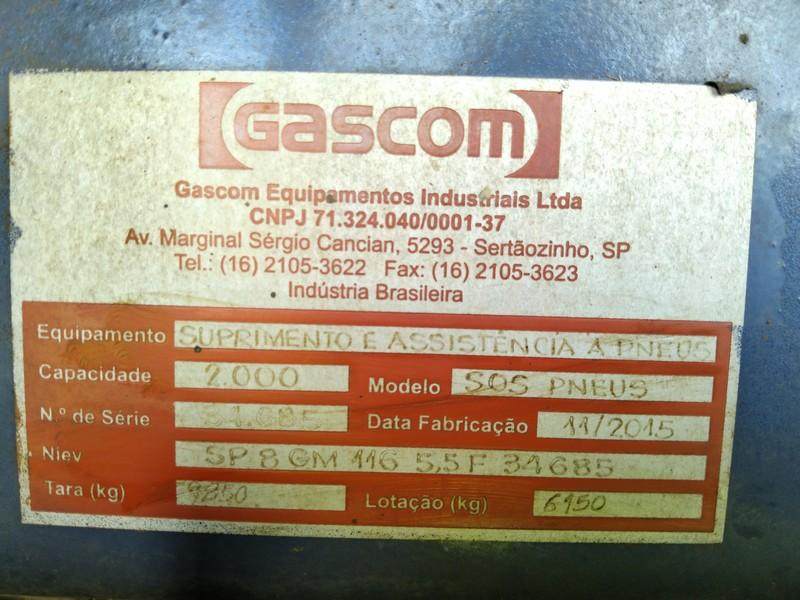 Gascom
Gascom Equipamentos Industriais Ltda
CNPJ 71.324.040/0001-37
Av. Marginal Sérgio Cancian, 5293 - Sertãozinho, SP
Tel.: (16) 2105-3622 Fax: (16) 2105-3623
Indústria Brasileira
Equipamento SUPRIMENTO E ASSISTÊNCIA A PNEUS
Capacidade 2.000 Modelo SOS PNEUS
N.º de Série 34.685 Data Fabricação 11/2015
Niev SP 8 GM 116 5,5 F 34685
Tara (kg) 9850 Lotação (kg) 6150